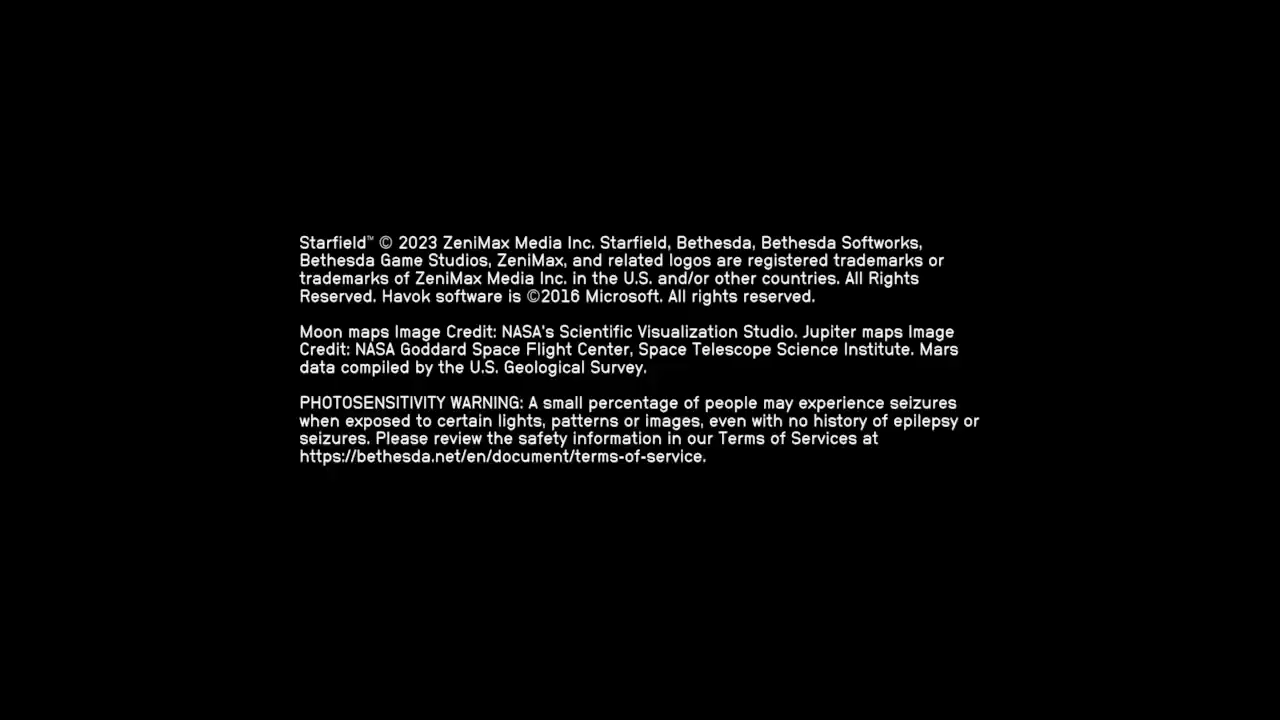 Starfield™ © 2023 ZeniMax Media Inc. Starfield, Bethesda, Bethesda Softworks,
Bethesda Game Studios, ZeniMax, and related logos are registered trademarks or
trademarks of ZeniMax Media Inc. in the U.S. and/or other countries. All Rights
Reserved. Havok software is ©2016 Microsoft. All rights reserved.
Moon maps Image Credit: NASA's Scientific Visualization Studio. Jupiter maps Image
Credit: NASA Goddard Space Flight Center, Space Telescope Science Institute. Mars
data compiled by the U.S. Geological Survey.
PHOTOSENSITIVITY WARNING: A small percentage of people may experience seizures
when exposed to certain lights, patterns or images, even with no history of epilepsy or
seizures. Please review the safety information in our Terms of Services at
https://bethesda.net/en/document/terms-of-service.